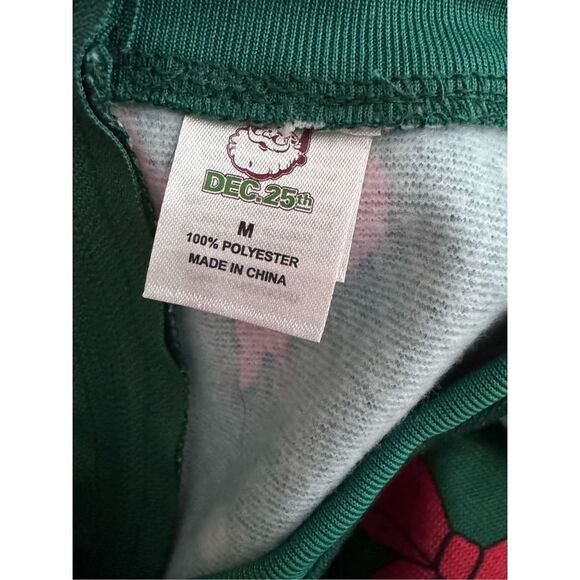 DEC.25th
M
100% POLYESTER
MADE IN CHINA